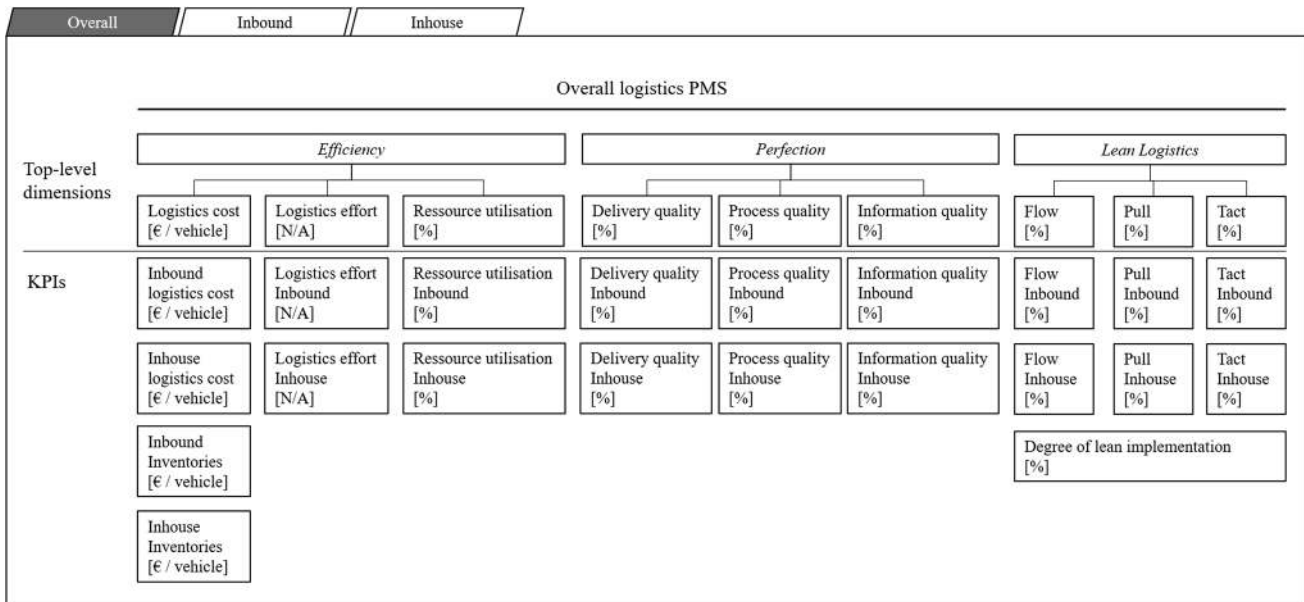 Overall
Inbound
Inhouse
Overall logistics PMS
Top-level
dimensions
Efficiency
Perfection
Lean Logistics
Logistics cost
[€ / vehicle]
Logistics effort
[N/A]
Ressource utilisation
[%]
Delivery quality
[%]
Process quality
[%]
Information quality
[%]
Flow
[%]
Pull
[%]
Tact
[%]
KPIs
Inbound
logistics cost
[€ / vehicle]
Logistics effort
Inbound
[N/A]
Ressource utilisation
Inbound
[%]
Delivery quality
Inbound
[%]
Process quality
Inbound
[%]
Information quality
Inbound
[%]
Flow
Inbound
[%]
Pull
Inbound
[%]
Tact
Inbound
[%]
Inhouse
logistics cost
[€ / vehicle]
Logistics effort
Inhouse
[N/A]
Ressource utilisation
Inhouse
[%]
Delivery quality
Inhouse
[%]
Process quality
Inhouse
[%]
Information quality
Inhouse
[%]
Flow
Inhouse
[%]
Pull
Inhouse
[%]
Tact
Inhouse
[%]
Inbound
Inventories
[€ / vehicle]
Degree of lean implementation
[%]
Inhouse
Inventories
[€ / vehicle]